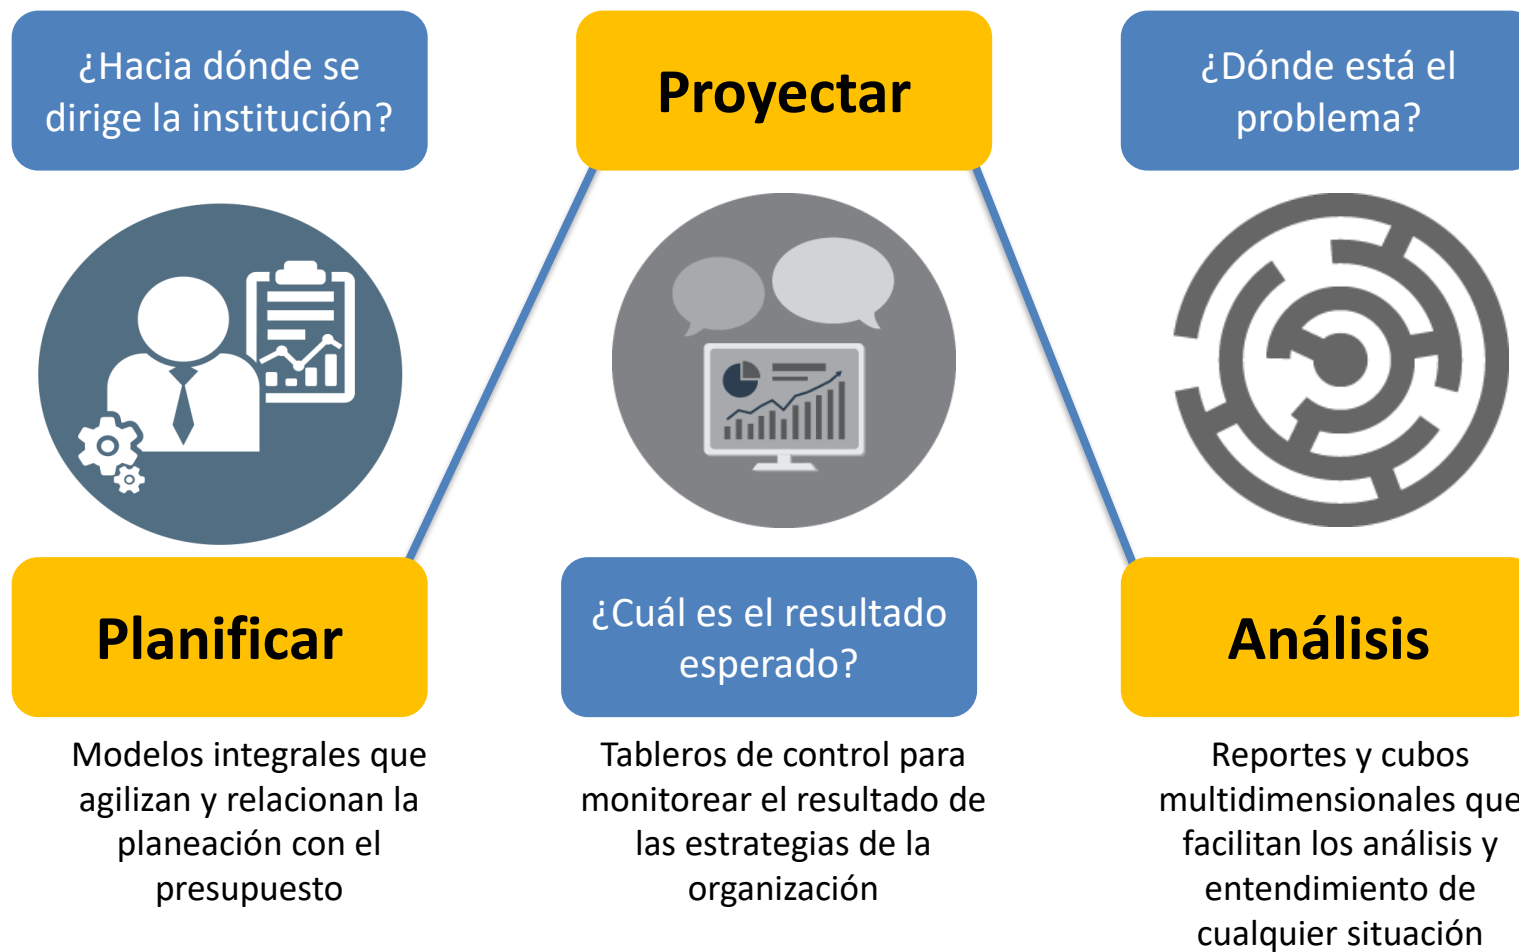 ¿Hacia dónde se
dirige la institución?
Planificar
Modelos integrales que
agilizan y relacionan la
planeación con el
presupuesto
Proyectar
¿Cuál es el resultado
esperado?
Tableros de control para
monitorear el resultado de
las estrategias de la
organización
¿Dónde está el
problema?
Análisis
Reportes y cubos
multidimensionales que
facilitan los análisis y
entendimiento de
cualquier situación